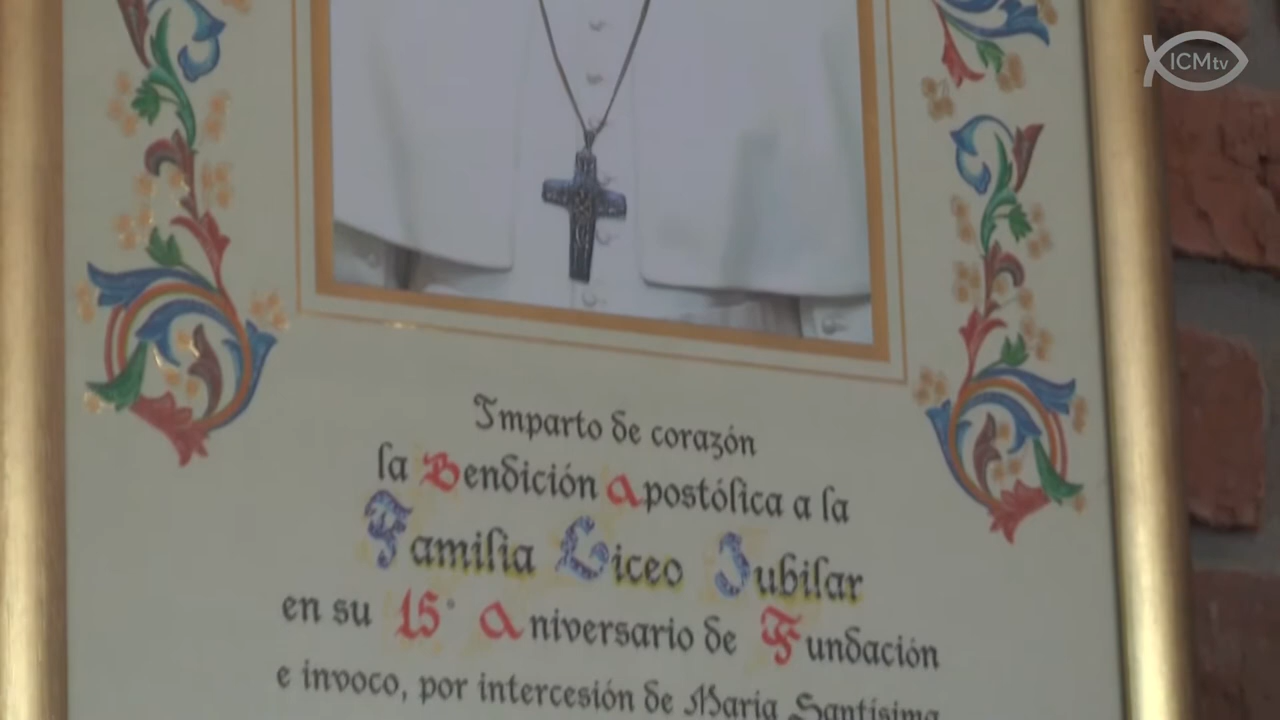 ICMtv
Imparto de corazón
la Bendición Apostólica a la
Familia Liceo Jubilar
en su 15° Aniversario de Fundación
e invoco, por intercesión de María Santísima